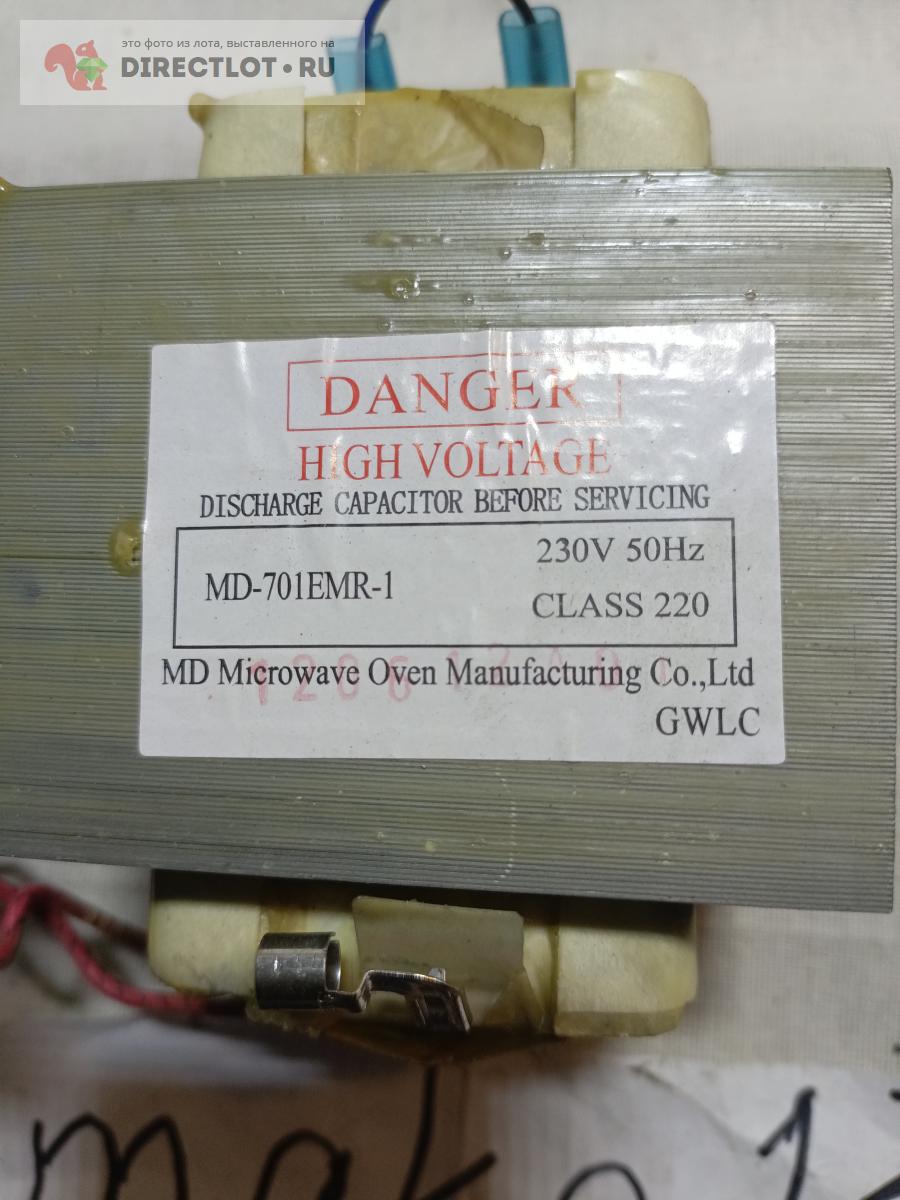 это фото из лота, выставленного на
DIRECTLOT.RU
DANGER
HIGH VOLTAGE
DISCHARGE CAPACITOR BEFORE SERVICING
230V 50Hz
MD-701EMR-1
CLASS 220
MD Microwave Oven Manufacturing Co.,Ltd
GWLC